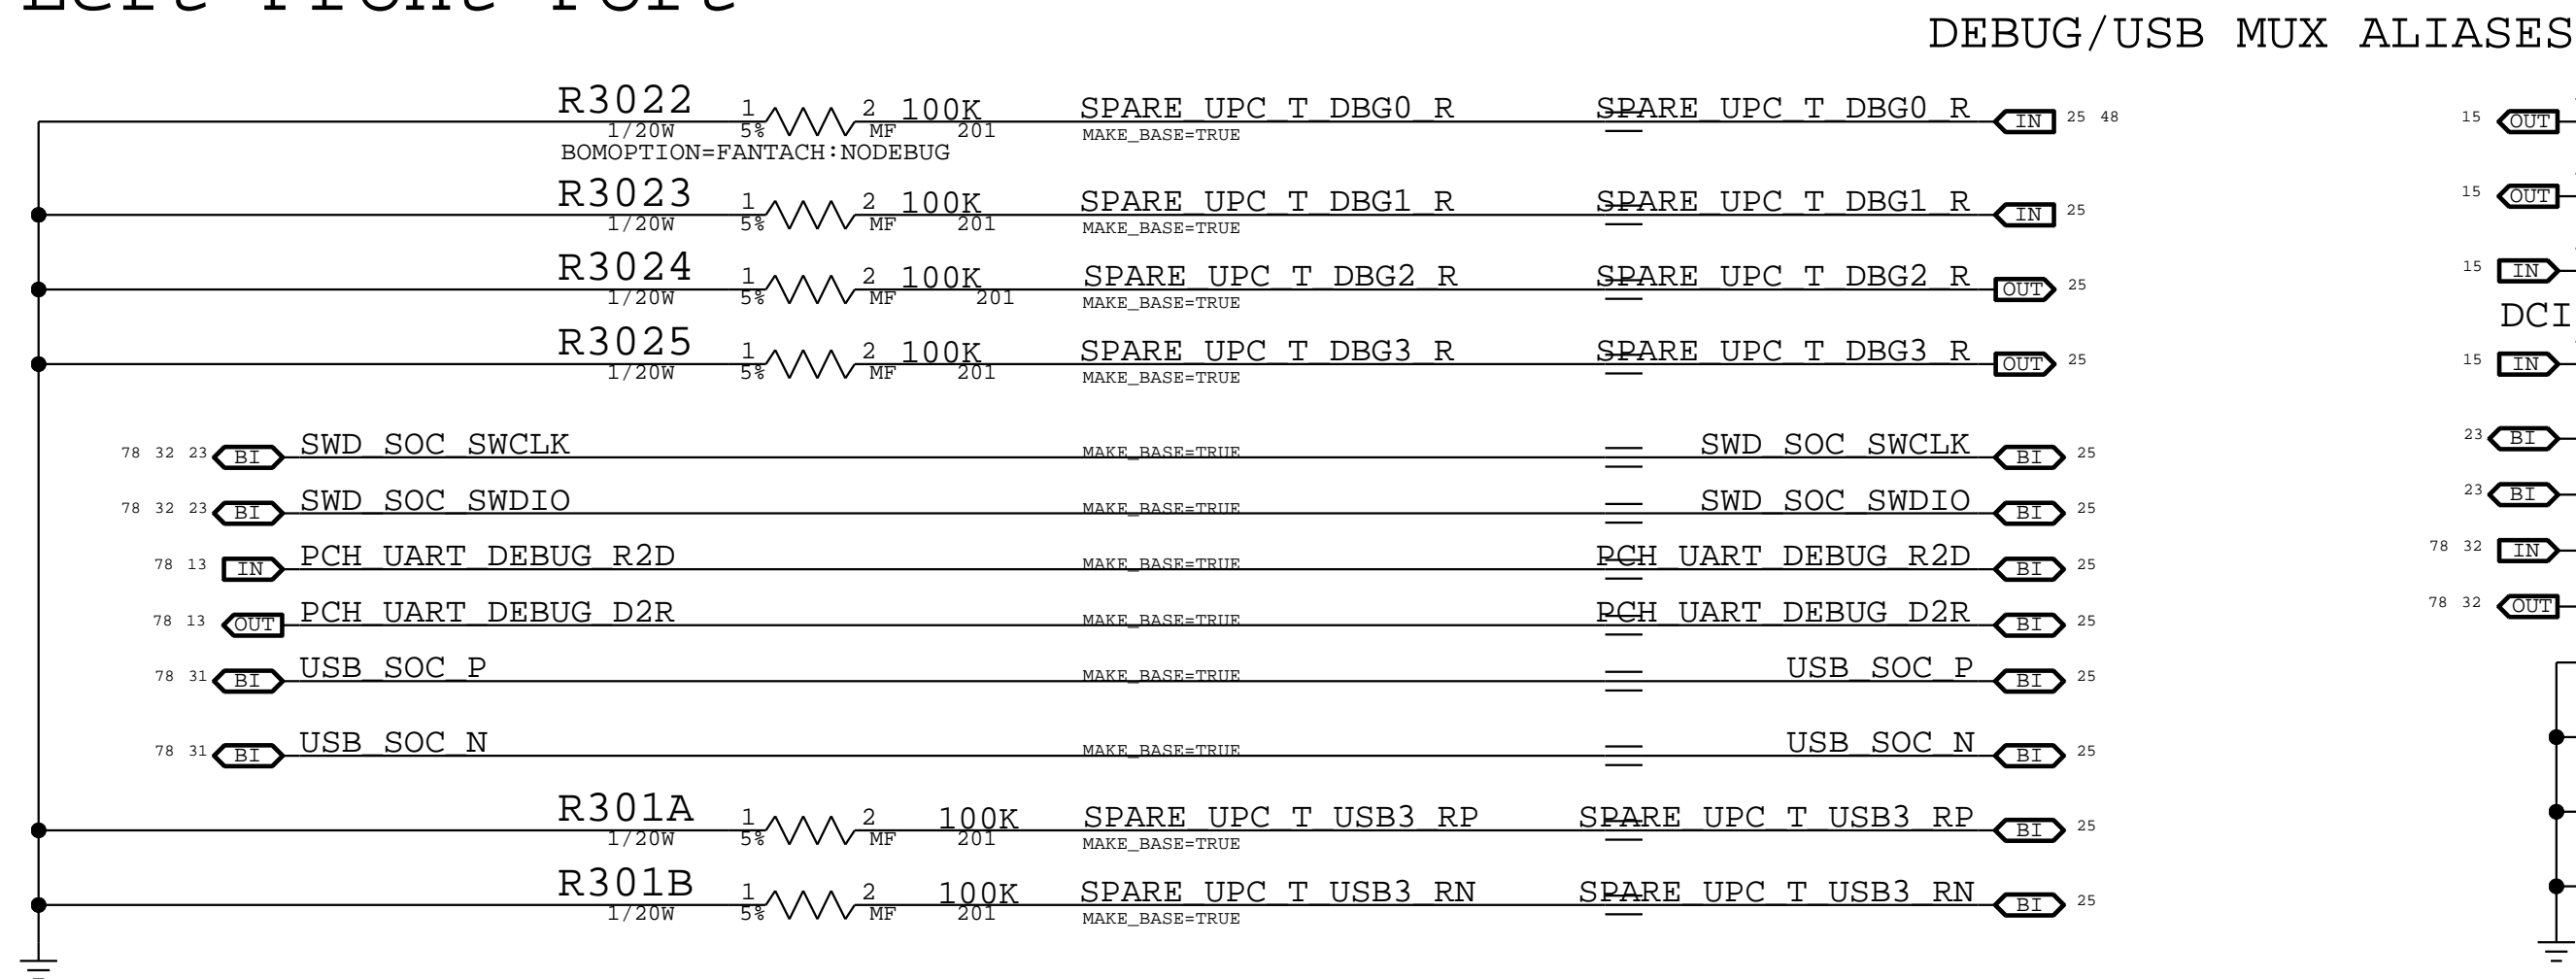 Left Front Port
DEBUG/USB MUX ALIASES
R3022 1 2 100K SPARE_UPC_T_DBG0_R SPARE_UPC_T_DBG0_R IN 25 48
1/20W 5% MF 201 MAKE_BASE=TRUE
BOMOPTION=FANTACH:NODEBUG
15 OUT
R3023 1 2 100K SPARE_UPC_T_DBG1_R SPARE_UPC_T_DBG1_R IN 25
1/20W 5% MF 201 MAKE_BASE=TRUE
15 OUT
R3024 1 2 100K SPARE_UPC_T_DBG2_R SPARE_UPC_T_DBG2_R OUT 25
1/20W 5% MF 201 MAKE_BASE=TRUE
15 IN
DCI
R3025 1 2 100K SPARE_UPC_T_DBG3_R SPARE_UPC_T_DBG3_R OUT 25
1/20W 5% MF 201 MAKE_BASE=TRUE
15 IN
78 32 23 BI SWD_SOC_SWCLK MAKE_BASE=TRUE SWD_SOC_SWCLK BI 25
23 BI
78 32 23 BI SWD_SOC_SWDIO MAKE_BASE=TRUE SWD_SOC_SWDIO BI 25
23 BI
78 13 IN PCH_UART_DEBUG_R2D MAKE_BASE=TRUE PCH_UART_DEBUG_R2D BI 25
78 32 IN
78 13 OUT PCH_UART_DEBUG_D2R MAKE_BASE=TRUE PCH_UART_DEBUG_D2R BI 25
78 32 OUT
78 31 BI USB_SOC_P MAKE_BASE=TRUE USB_SOC_P BI 25
78 31 BI USB_SOC_N MAKE_BASE=TRUE USB_SOC_N BI 25
R301A 1 2 100K SPARE_UPC_T_USB3_RP SPARE_UPC_T_USB3_RP BI 25
1/20W 5% MF 201 MAKE_BASE=TRUE
R301B 1 2 100K SPARE_UPC_T_USB3_RN SPARE_UPC_T_USB3_RN BI 25
1/20W 5% MF 201 MAKE_BASE=TRUE